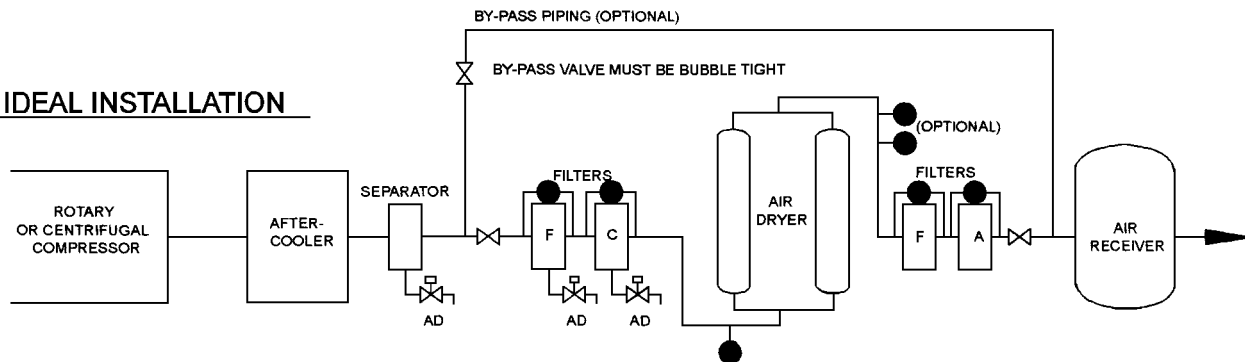 BY-PASS PIPING (OPTIONAL)
BY-PASS VALVE MUST BE BUBBLE TIGHT
IDEAL INSTALLATION
ROTARY
OR CENTRIFUGAL
COMPRESSOR
AFTER-
COOLER
SEPARATOR
AD
FILTERS
F
C
AD
AD
AIR
DRYER
(OPTIONAL)
FILTERS
F
A
AIR
RECEIVER